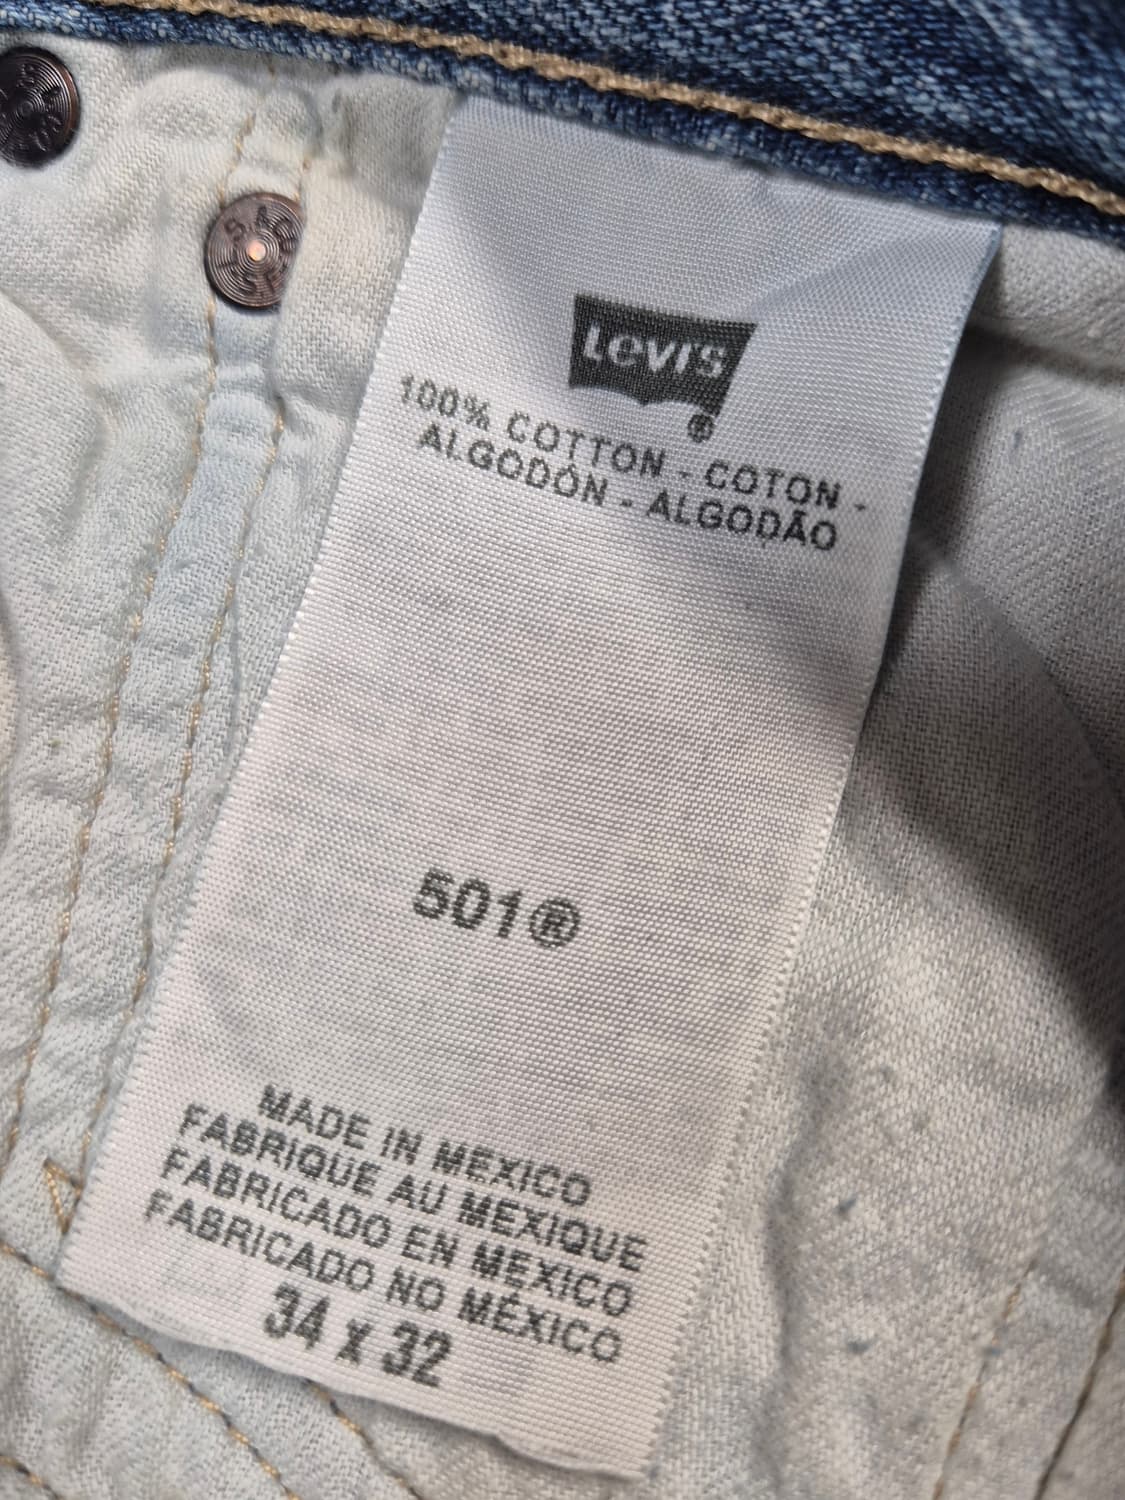 Levi's
®
100% COTTON - COTON -
ALGODÓN - ALGODÃO
501®
MADE IN MEXICO
FABRIQUE AU MEXIQUE
FABRICADO EN MEXICO
FABRICADO NO MÉXICO
34 x 32